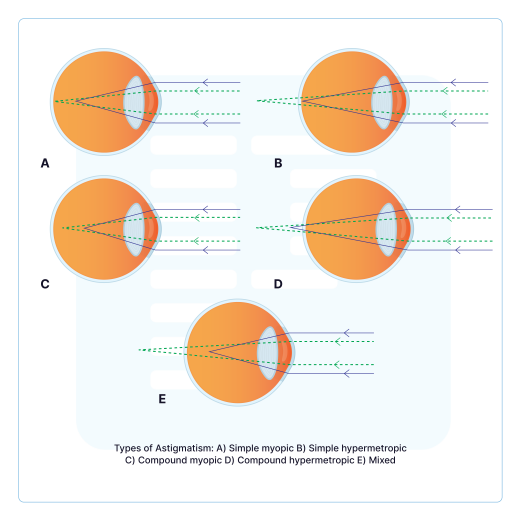 A
B
C
D
E
Types of Astigmatism: A) Simple myopic B) Simple hypermetropic
C) Compound myopic D) Compound hypermetropic E) Mixed